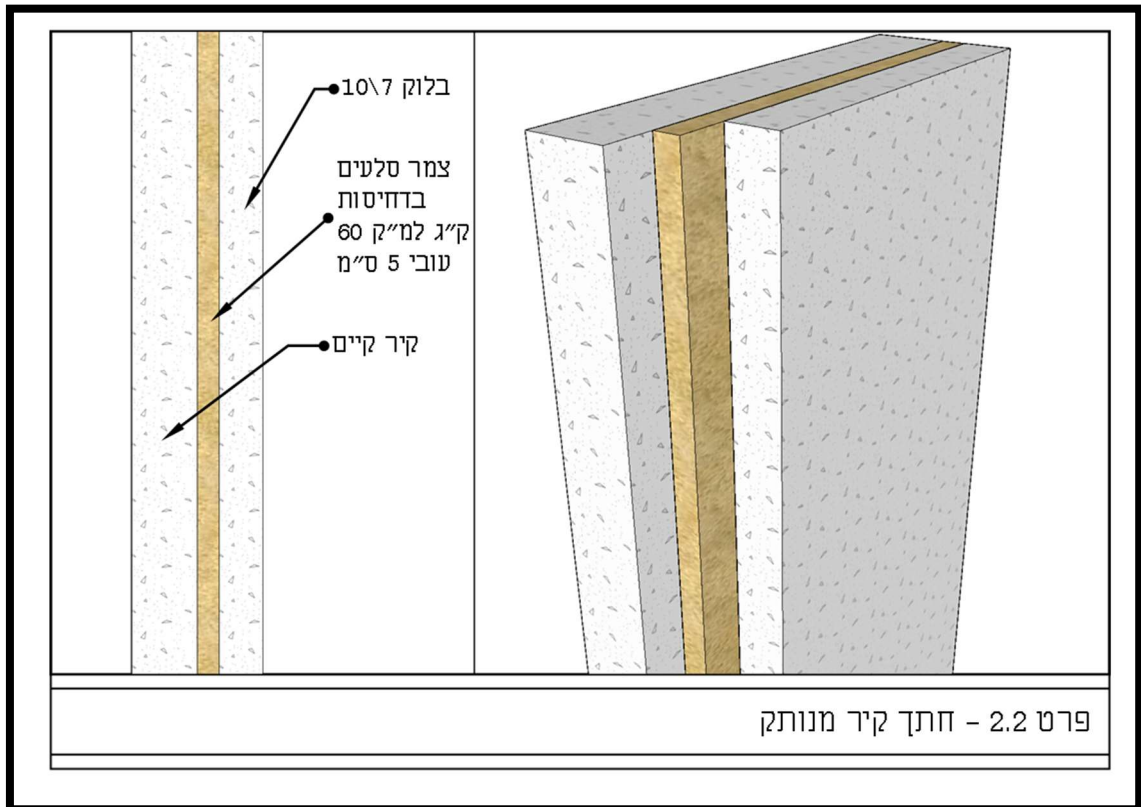 בלוק 7\10
צמר סלעים
בדחיסות
60 ק״ג למ״ק
עובי 5 ס״מ
קיר קיים
פרט 2.2 - חתך קיר מנותק